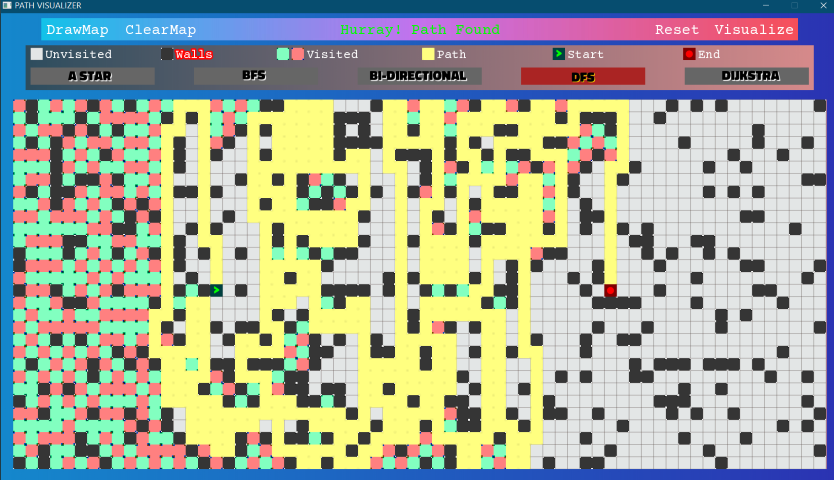 PATH VISUALIZER
DrawMap ClearMap Hurray! Path Found Reset Visualize
Unvisited Walls Visited Path Start End
A STAR BFS BI-DIRECTIONAL DFS DIJKSTRA